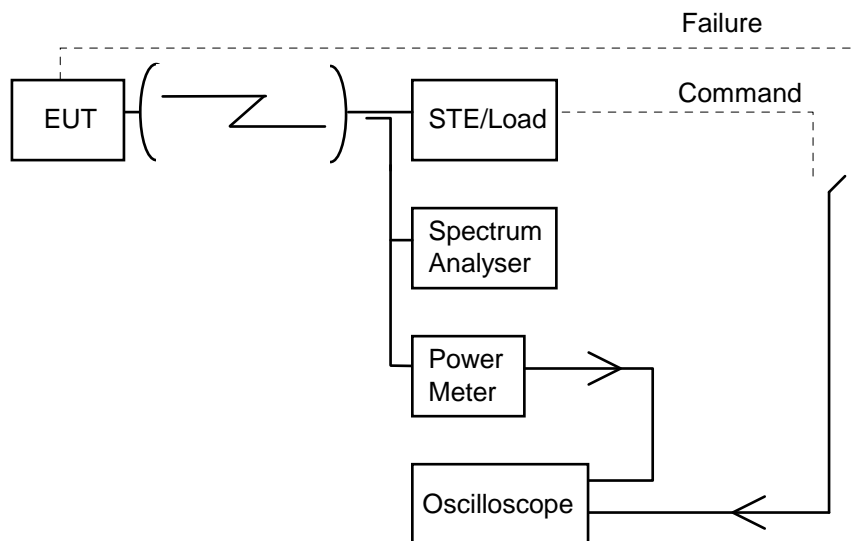 Failure
Command
EUT
STE/Load
Spectrum
Analyser
Power
Meter
Oscilloscope